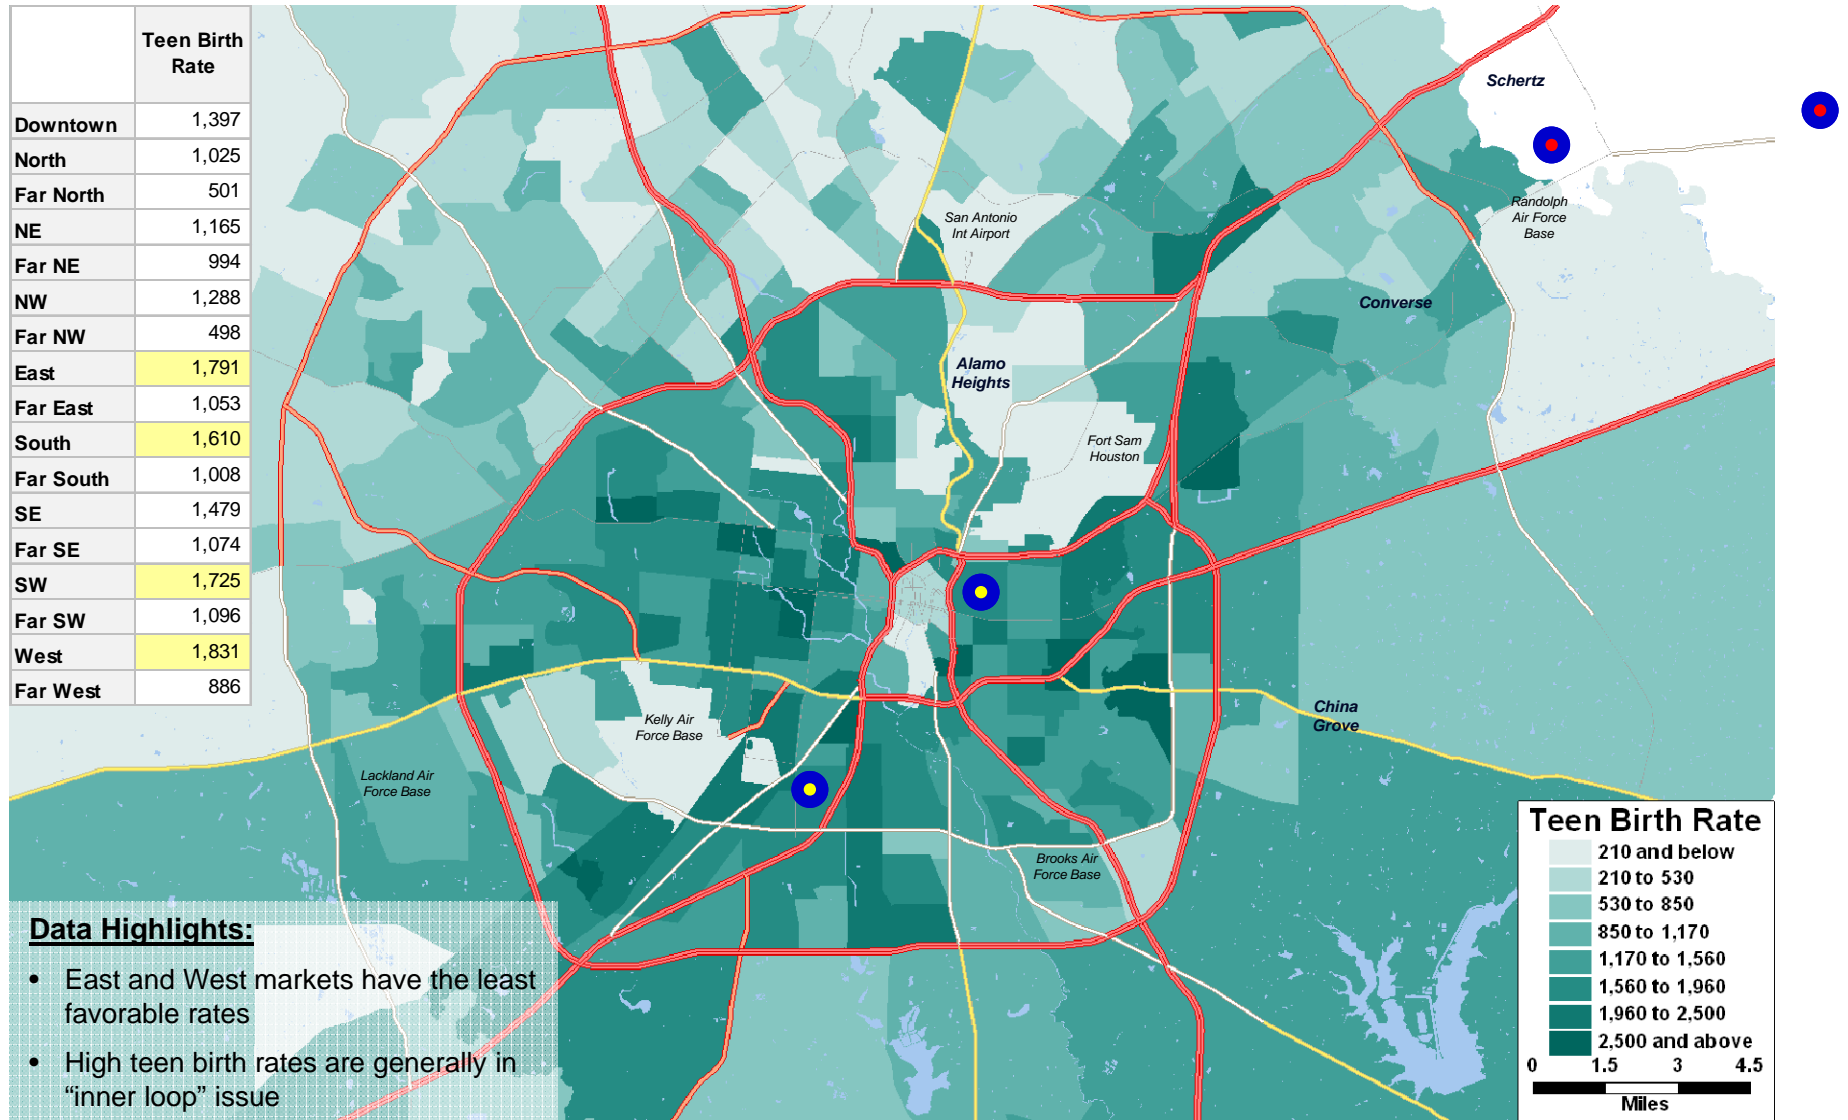 Teen Birth
Rate
Downtown 1,397
North 1,025
Far North 501
NE 1,165
Far NE 994
NW 1,288
Far NW 498
East 1,791
Far East 1,053
South 1,610
Far South 1,008
SE 1,479
Far SE 1,074
SW 1,725
Far SW 1,096
West 1,831
Far West 886
Schertz
Randolph
Air Force
Base
San Antonio
Int Airport
Converse
Alamo
Heights
Fort Sam
Houston
China
Grove
Kelly Air
Force Base
Lackland Air
Force Base
Brooks Air
Force Base
Data Highlights:
• East and West markets have the least
favorable rates
• High teen birth rates are generally in
“inner loop” issue
Teen Birth Rate
210 and below
210 to 530
530 to 850
850 to 1,170
1,170 to 1,560
1,560 to 1,960
1,960 to 2,500
2,500 and above
0 1.5 3 4.5
Miles